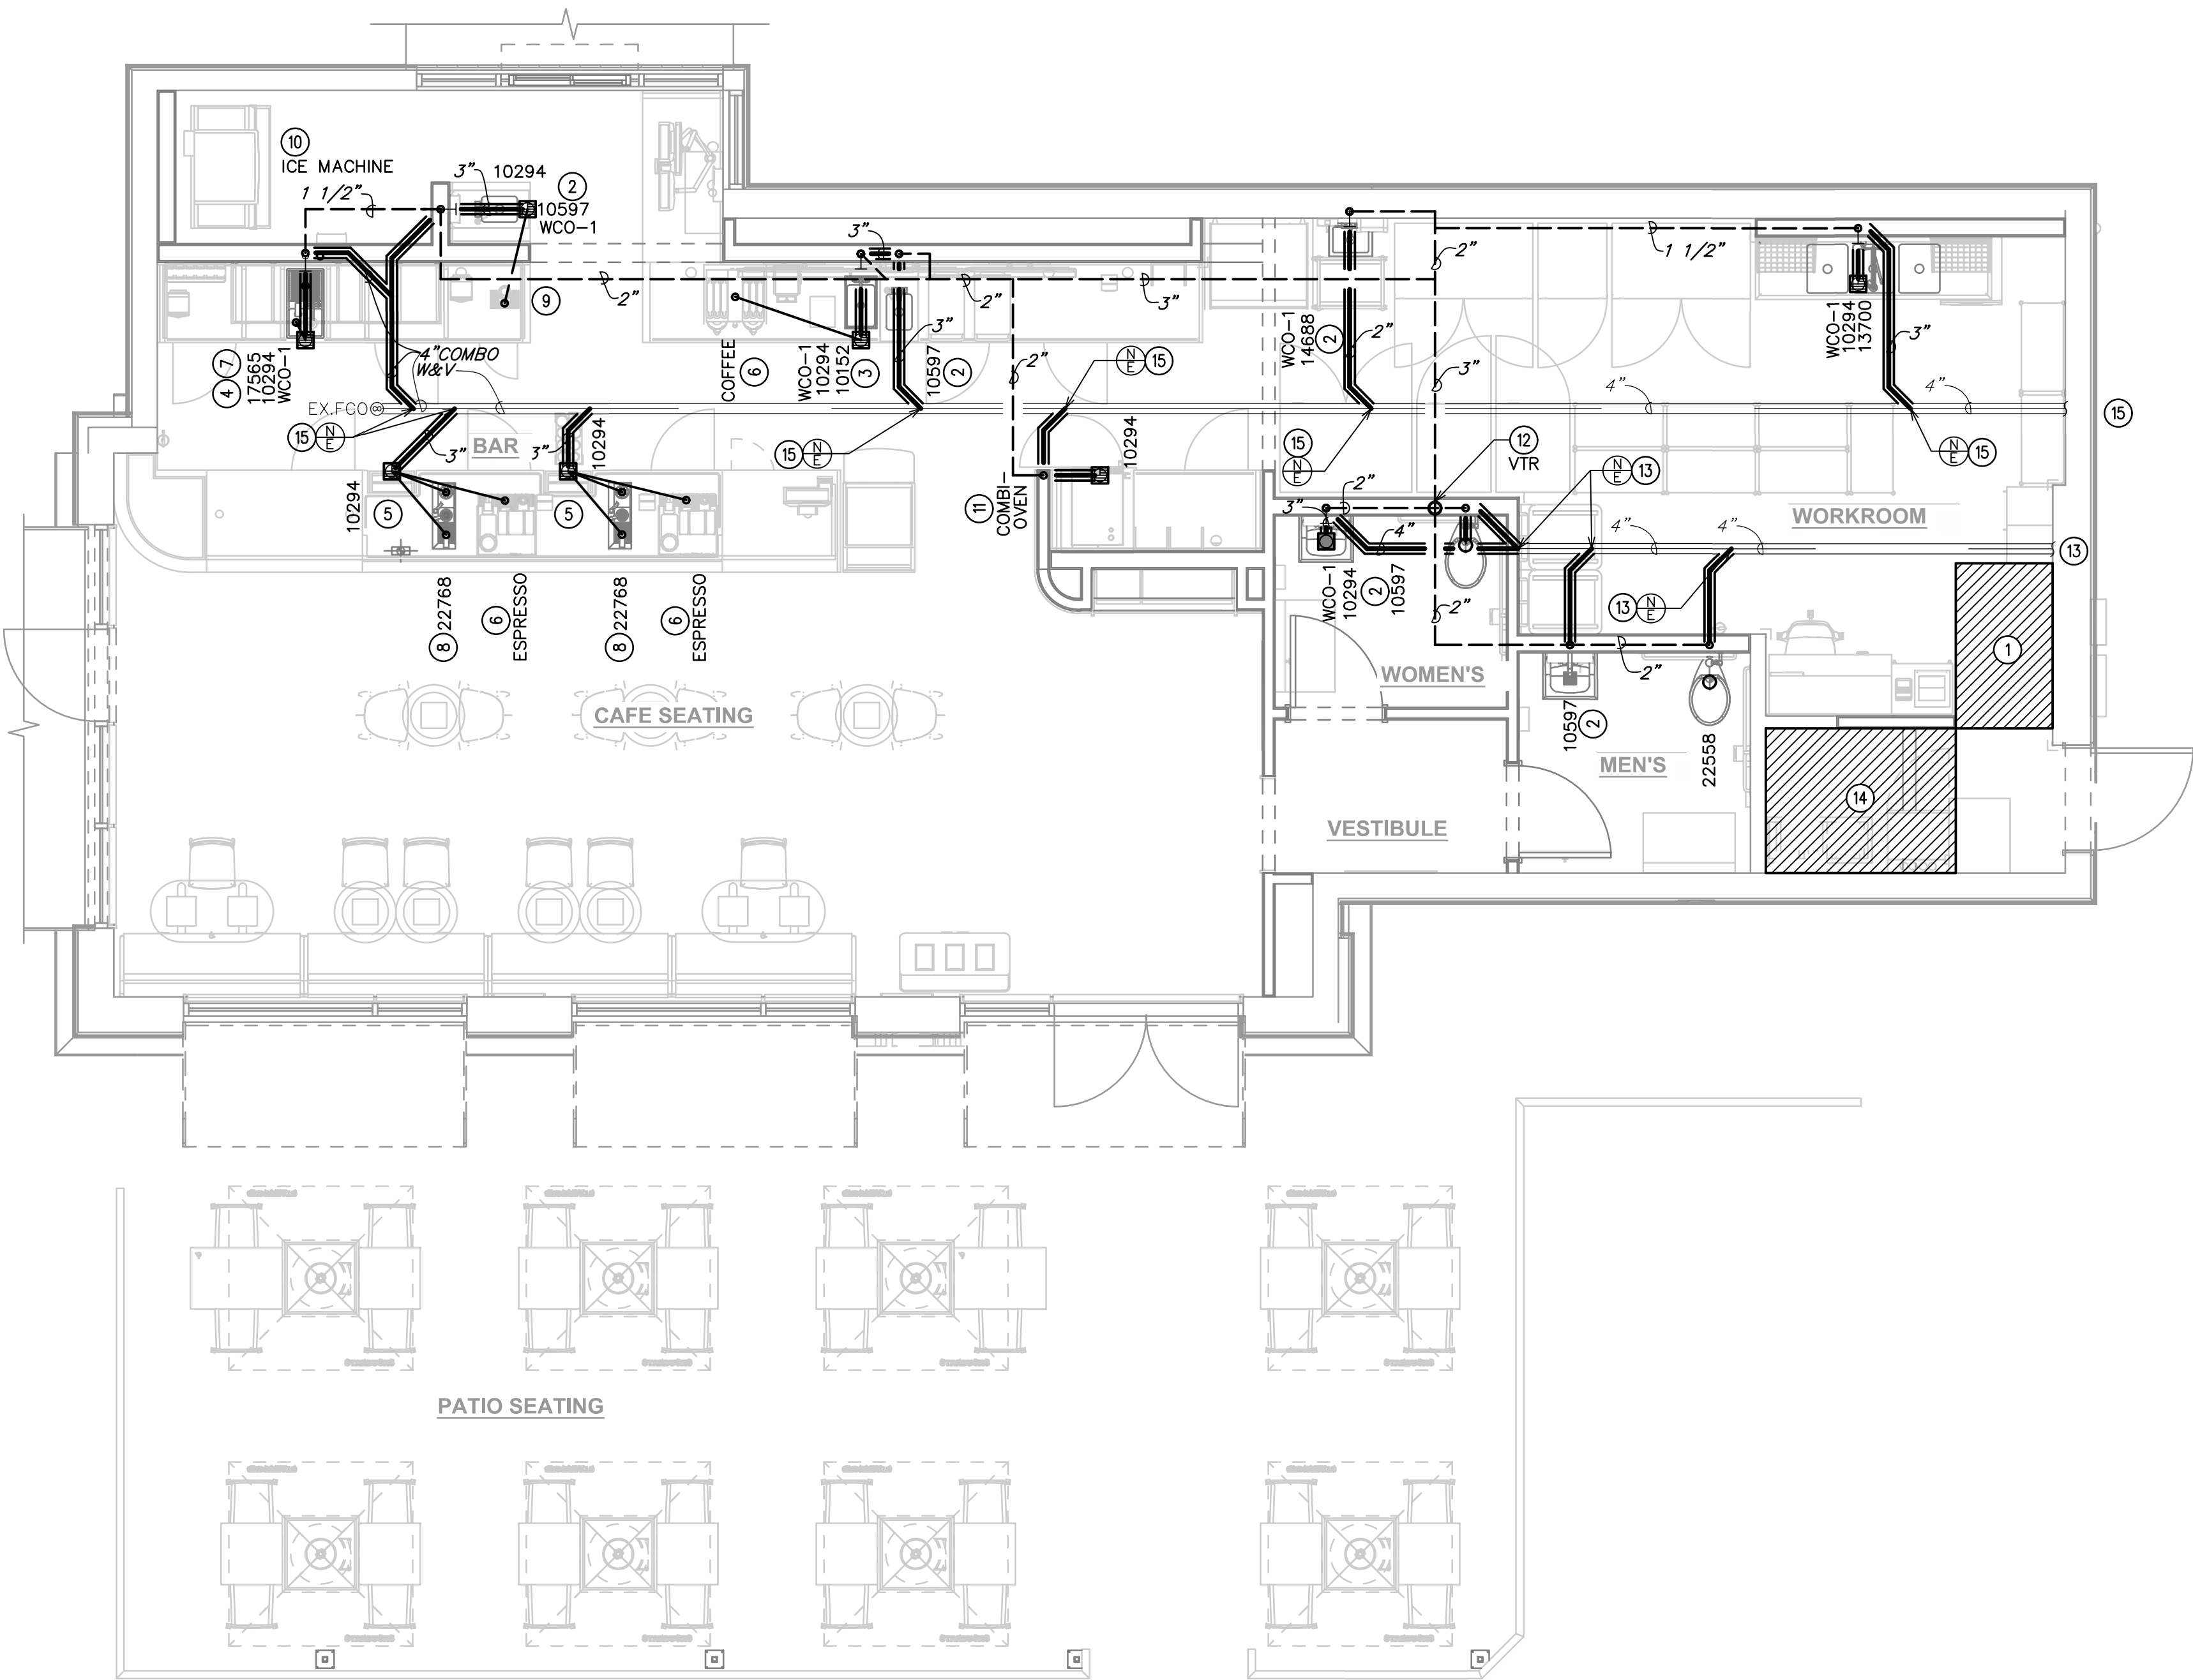 10
ICE MACHINE
1 1/2"
3"
10294
2
10597
WCO-1
9
2"
7
4
17565
10294
WCO-1
4"COMBO
W&V
EX.FCO
15
N
E
3"
BAR
3"
10294
10294
5
5
8
22768
6
ESPRESSO
8
22768
6
ESPRESSO
3"
COFFEE
6
WCO-1
10294
10152
3
3"
10597
2
15
N
E
2"
3"
2"
N
E
15
10294
11
COMBI-
OVEN
WCO-1
14688
2
2"
2"
3"
1 1/2"
WCO-1
10294
13700
3"
4"
4"
15
15
N
E
N
E
15
12
VTR
N
E
13
2"
3"
4"
WCO-1
10294
2
10597
2"
WORKROOM
4"
4"
13
13
N
E
2"
1
WOMEN'S
CAFE SEATING
10597
2
22558
MEN'S
14
VESTIBULE
PATIO SEATING